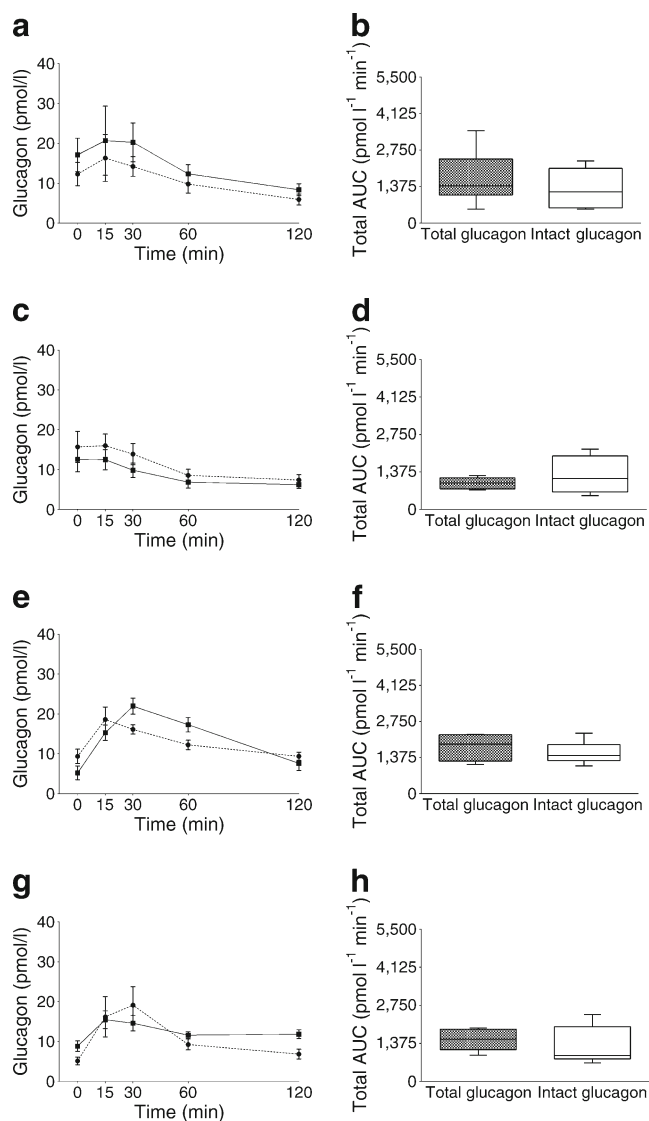 a
Glucagon (pmol/l)
40
30
20
10
0
0 15 30 60 120
Time (min)
b
Total AUC (pmol l-1 min-1)
5,500
4,125
2,750
1,375
0
Total glucagon Intact glucagon
c
Glucagon (pmol/l)
40
30
20
10
0
0 15 30 60 120
Time (min)
d
Total AUC (pmol l-1 min-1)
5,500
4,125
2,750
1,375
0
Total glucagon Intact glucagon
e
Glucagon (pmol/l)
40
30
20
10
0
0 15 30 60 120
Time (min)
f
Total AUC (pmol l-1 min-1)
5,500
4,125
2,750
1,375
0
Total glucagon Intact glucagon
g
Glucagon (pmol/l)
40
30
20
10
0
0 15 30 60 120
Time (min)
h
Total AUC (pmol l-1 min-1)
5,500
4,125
2,750
1,375
0
Total glucagon Intact glucagon